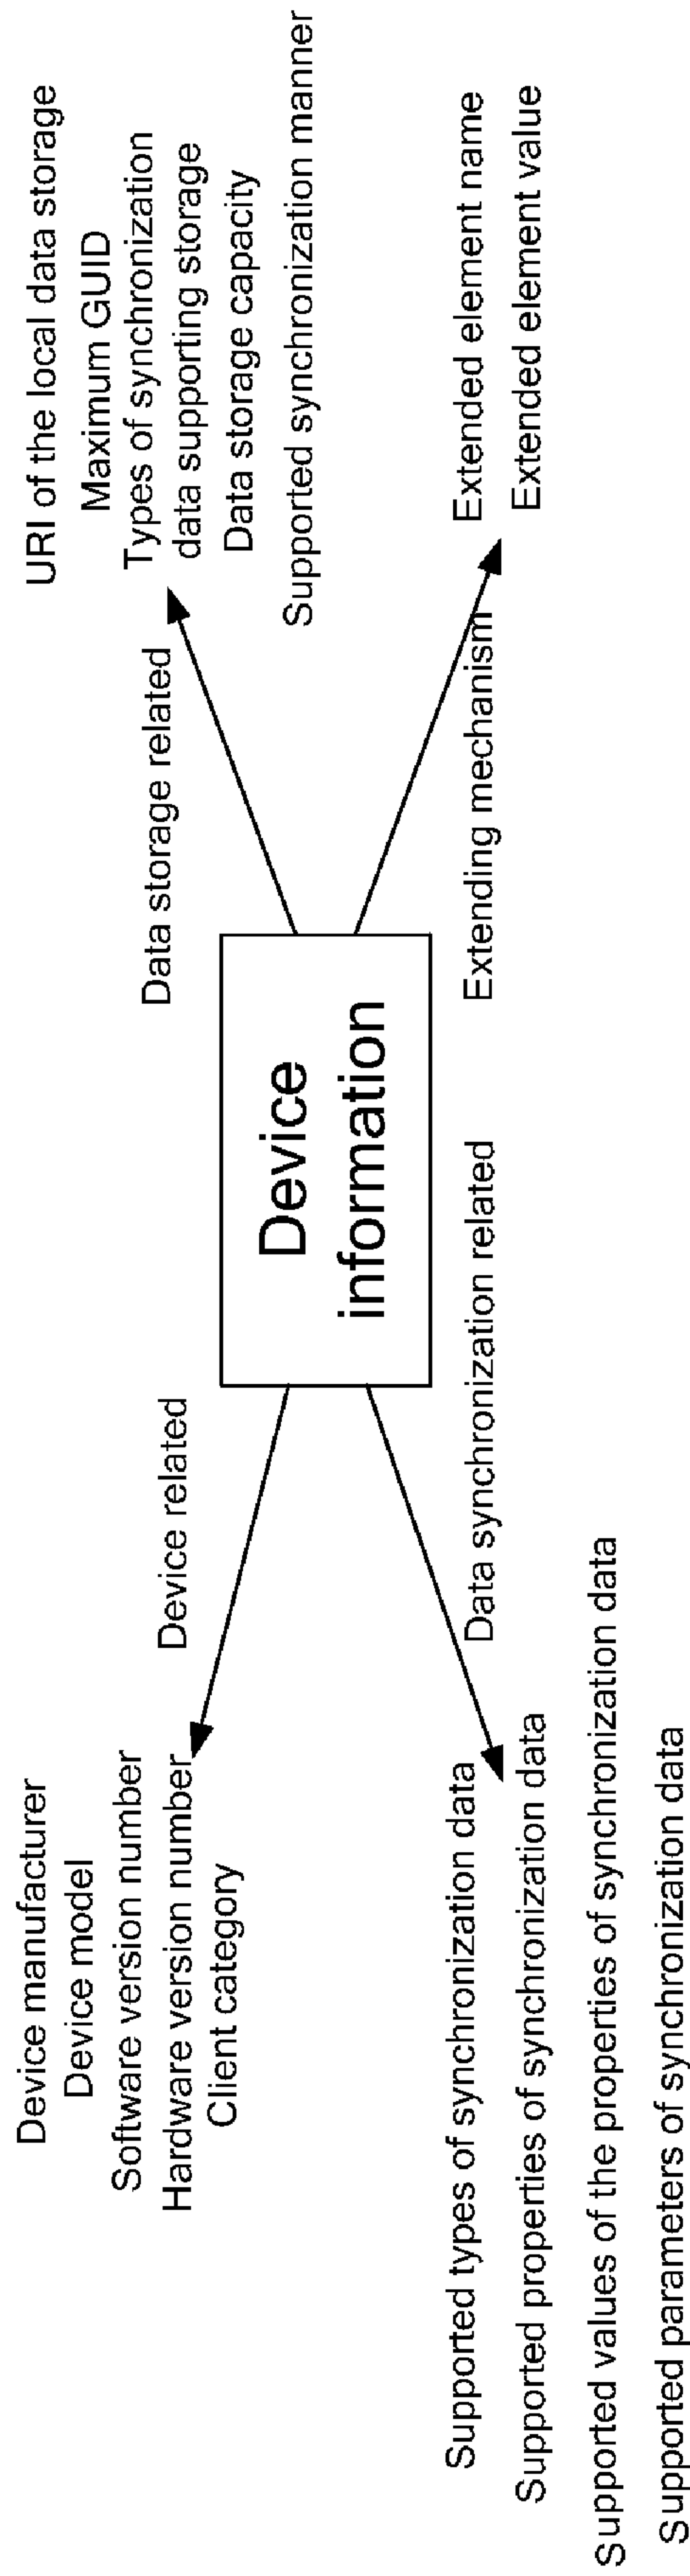 Device manufacturer
Device model
Software version number
Hardware version number
Client category
Device related
Data storage related
URI of the local data storage
Maximum GUID
Types of synchronization
data supporting storage
Data storage capacity
Supported synchronization manner
Device
information
Supported types of synchronization data
Supported properties of synchronization data
Supported values of the properties of synchronization data
Supported parameters of synchronization data
Data synchronization related
Extending mechanism
Extended element name
Extended element value